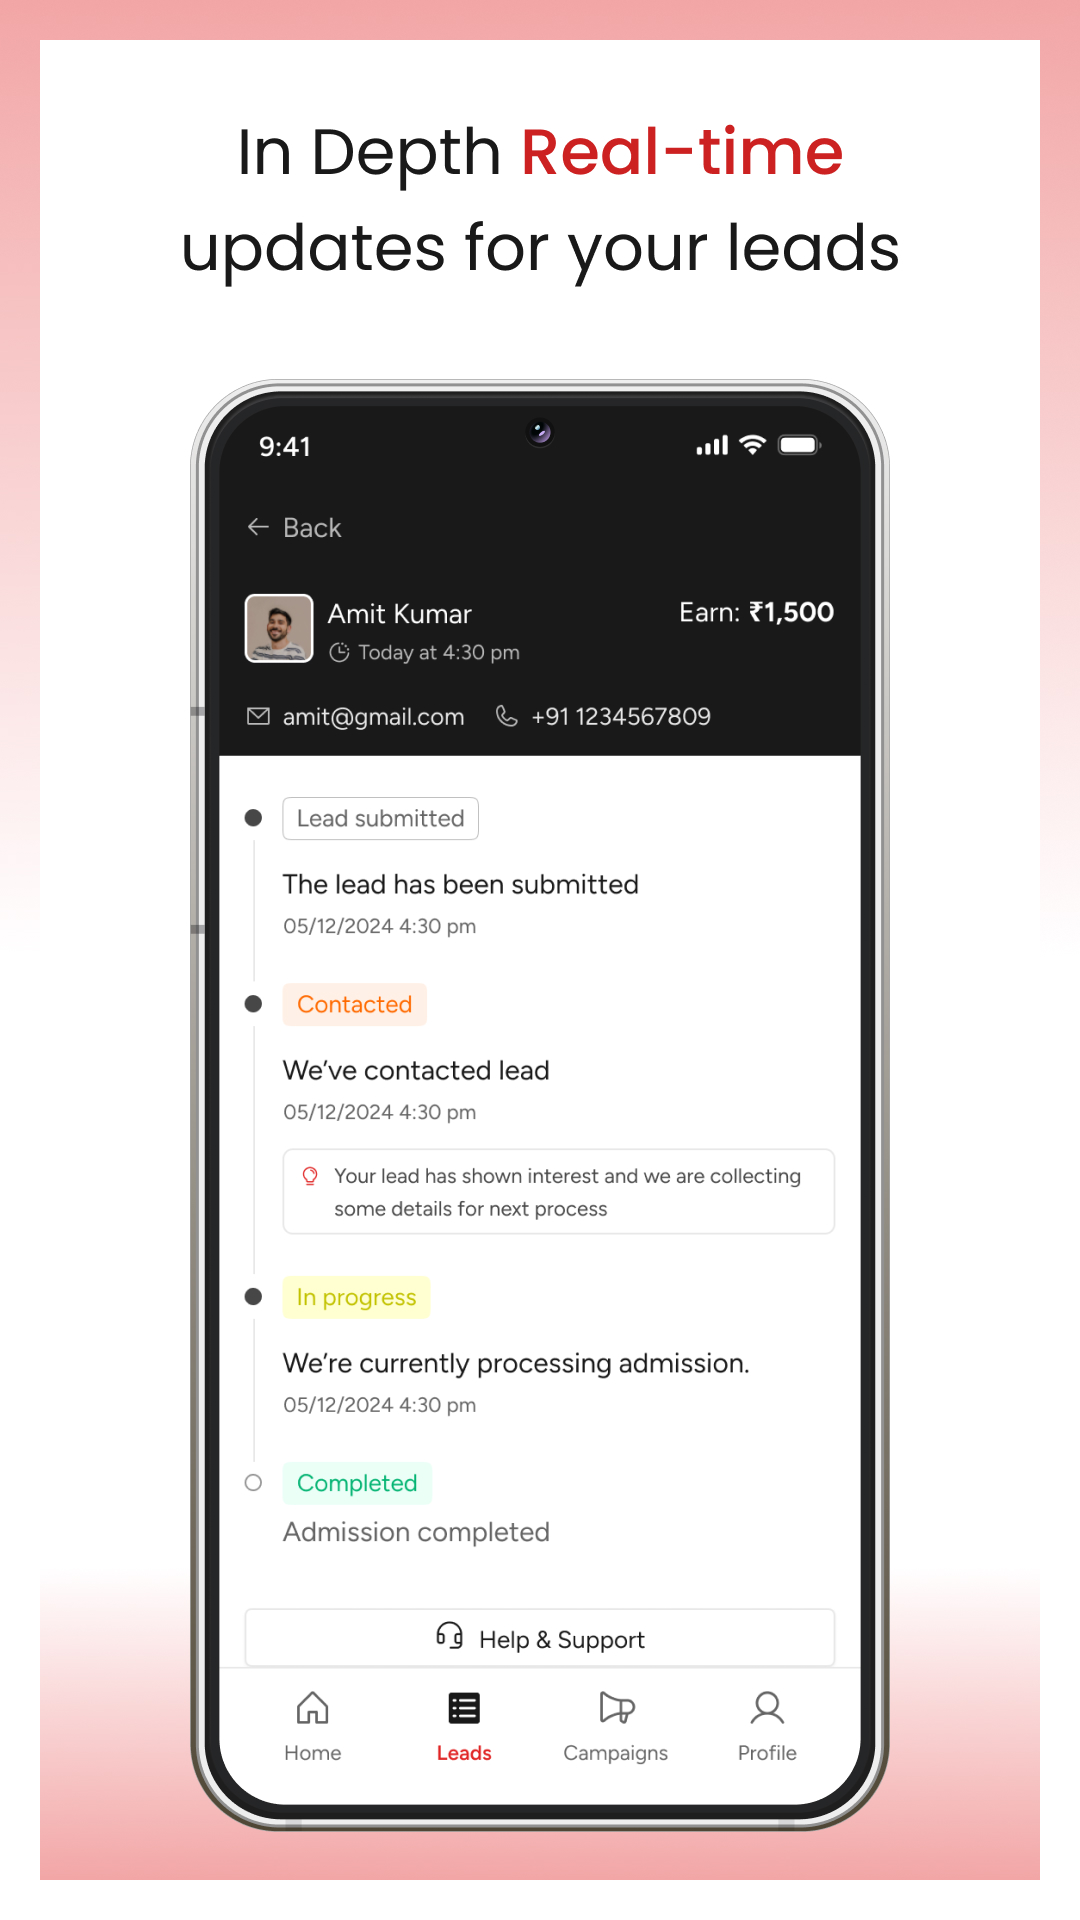 In Depth Real-time
updates for your leads
9:41
Back
Amit Kumar
Earn: ₹1,500
Today at 4:30 pm
amit@gmail.com
+91 1234567809
Lead submitted
The lead has been submitted
05/12/2024 4:30 pm
Contacted
We’ve contacted lead
05/12/2024 4:30 pm
Your lead has shown interest and we are collecting
some details for next process
In progress
We’re currently processing admission.
05/12/2024 4:30 pm
Completed
Admission completed
Help & Support
Home
Leads
Campaigns
Profile